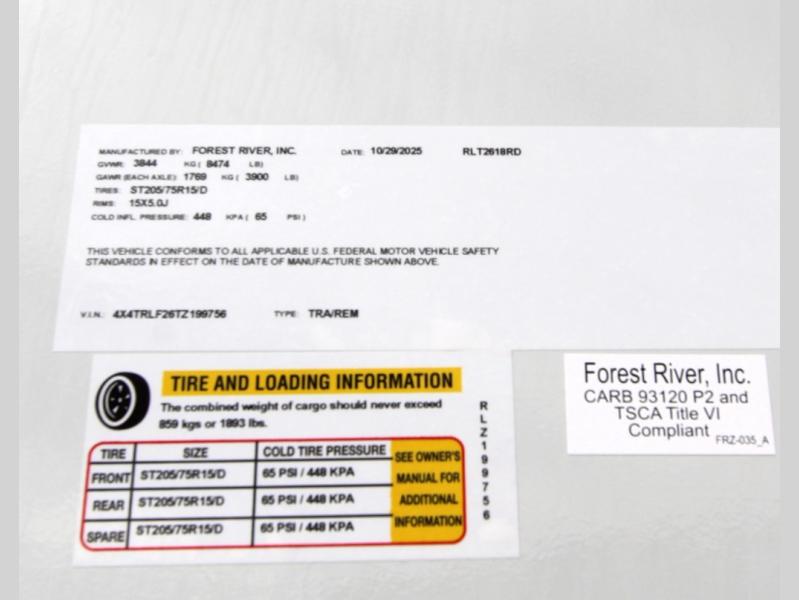 MANUFACTURED BY: FOREST RIVER, INC. DATE: 10/29/2025 RLT2618RD
GVWR: 3844 KG ( 8474 LB)
GAWR (EACH AXLE): 1769 KG ( 3900 LB)
TIRES: ST205/75R15/D
RIMS: 15X5.0J
COLD INFL. PRESSURE: 448 KPA ( 65 PSI )
THIS VEHICLE CONFORMS TO ALL APPLICABLE U.S. FEDERAL MOTOR VEHICLE SAFETY
STANDARDS IN EFFECT ON THE DATE OF MANUFACTURE SHOWN ABOVE.
V.I.N.: 4X4TRLF26TZ199756 TYPE: TRA/REM
TIRE AND LOADING INFORMATION
The combined weight of cargo should never exceed
859 kgs or 1893 lbs.
TIRE SIZE COLD TIRE PRESSURE
FRONT ST205/75R15/D 65 PSI / 448 KPA
REAR ST205/75R15/D 65 PSI / 448 KPA
SPARE ST205/75R15/D 65 PSI / 448 KPA
SEE OWNER'S
MANUAL FOR
ADDITIONAL
INFORMATION
RLZ199756
Forest River, Inc.
CARB 93120 P2 and
TSCA Title VI
Compliant
FRZ-035_A